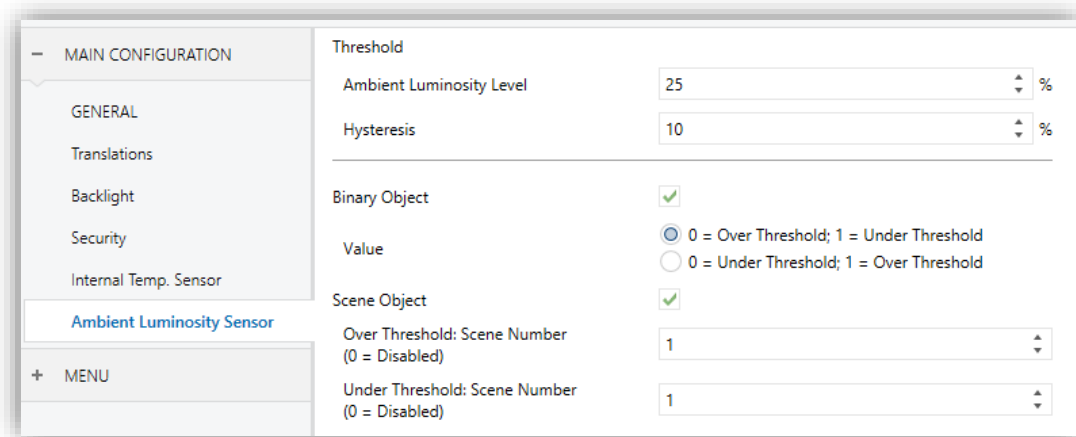 − MAIN CONFIGURATION
GENERAL
Translations
Backlight
Security
Internal Temp. Sensor
Ambient Luminosity Sensor
+ MENU
Threshold
Ambient Luminosity Level 25 %
Hysteresis 10 %
Binary Object
Value
0 = Over Threshold; 1 = Under Threshold
0 = Under Threshold; 1 = Over Threshold
Scene Object
Over Threshold: Scene Number
(0 = Disabled)
1
Under Threshold: Scene Number
(0 = Disabled)
1